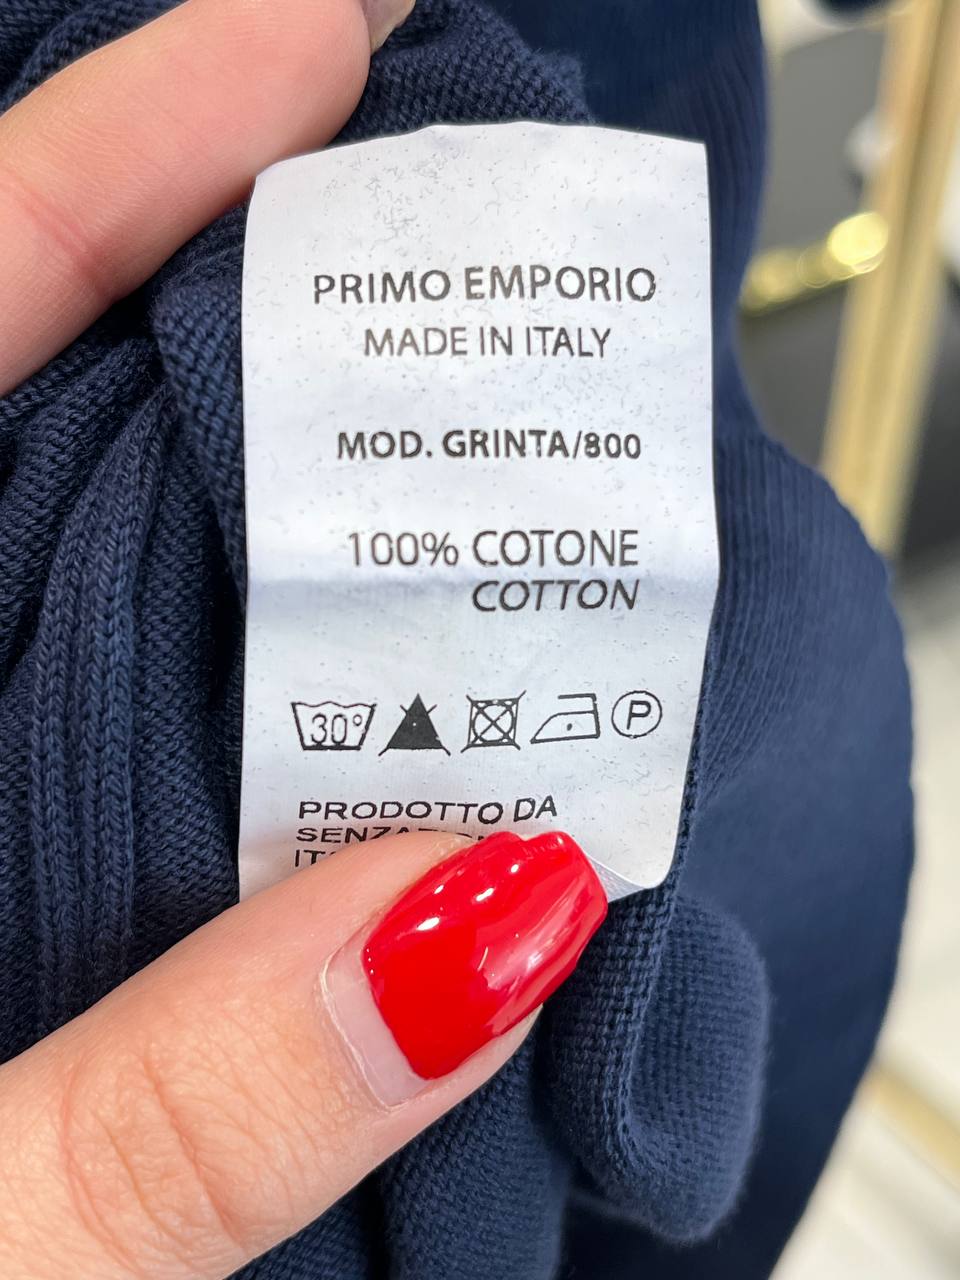 PRIMO EMPORIO
MADE IN ITALY
MOD. GRINTA/800
100% COTONE
COTTON
30° P
PRODOTTO DA